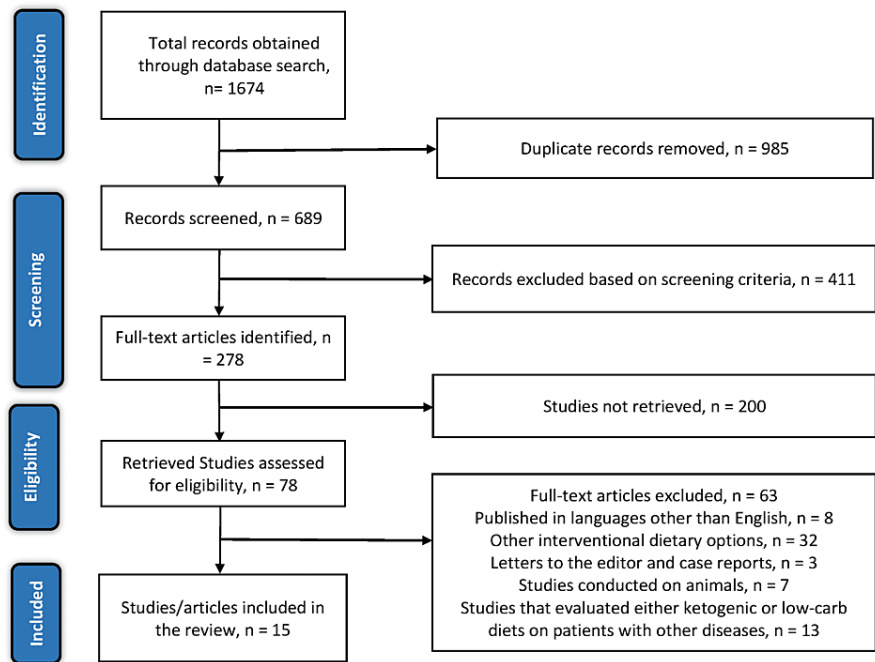 Identification
Total records obtained
through database search,
n= 1674
Duplicate records removed, n = 985
Screening
Records screened, n = 689
Records excluded based on screening criteria, n = 411
Full-text articles identified, n
= 278
Studies not retrieved, n = 200
Eligibility
Retrieved Studies assessed
for eligibility, n = 78
Full-text articles excluded, n = 63
Published in languages other than English, n = 8
Other interventional dietary options, n = 32
Letters to the editor and case reports, n = 3
Studies conducted on animals, n = 7
Studies that evaluated either ketogenic or low-carb
diets on patients with other diseases, n = 13
Included
Studies/articles included in
the review, n = 15